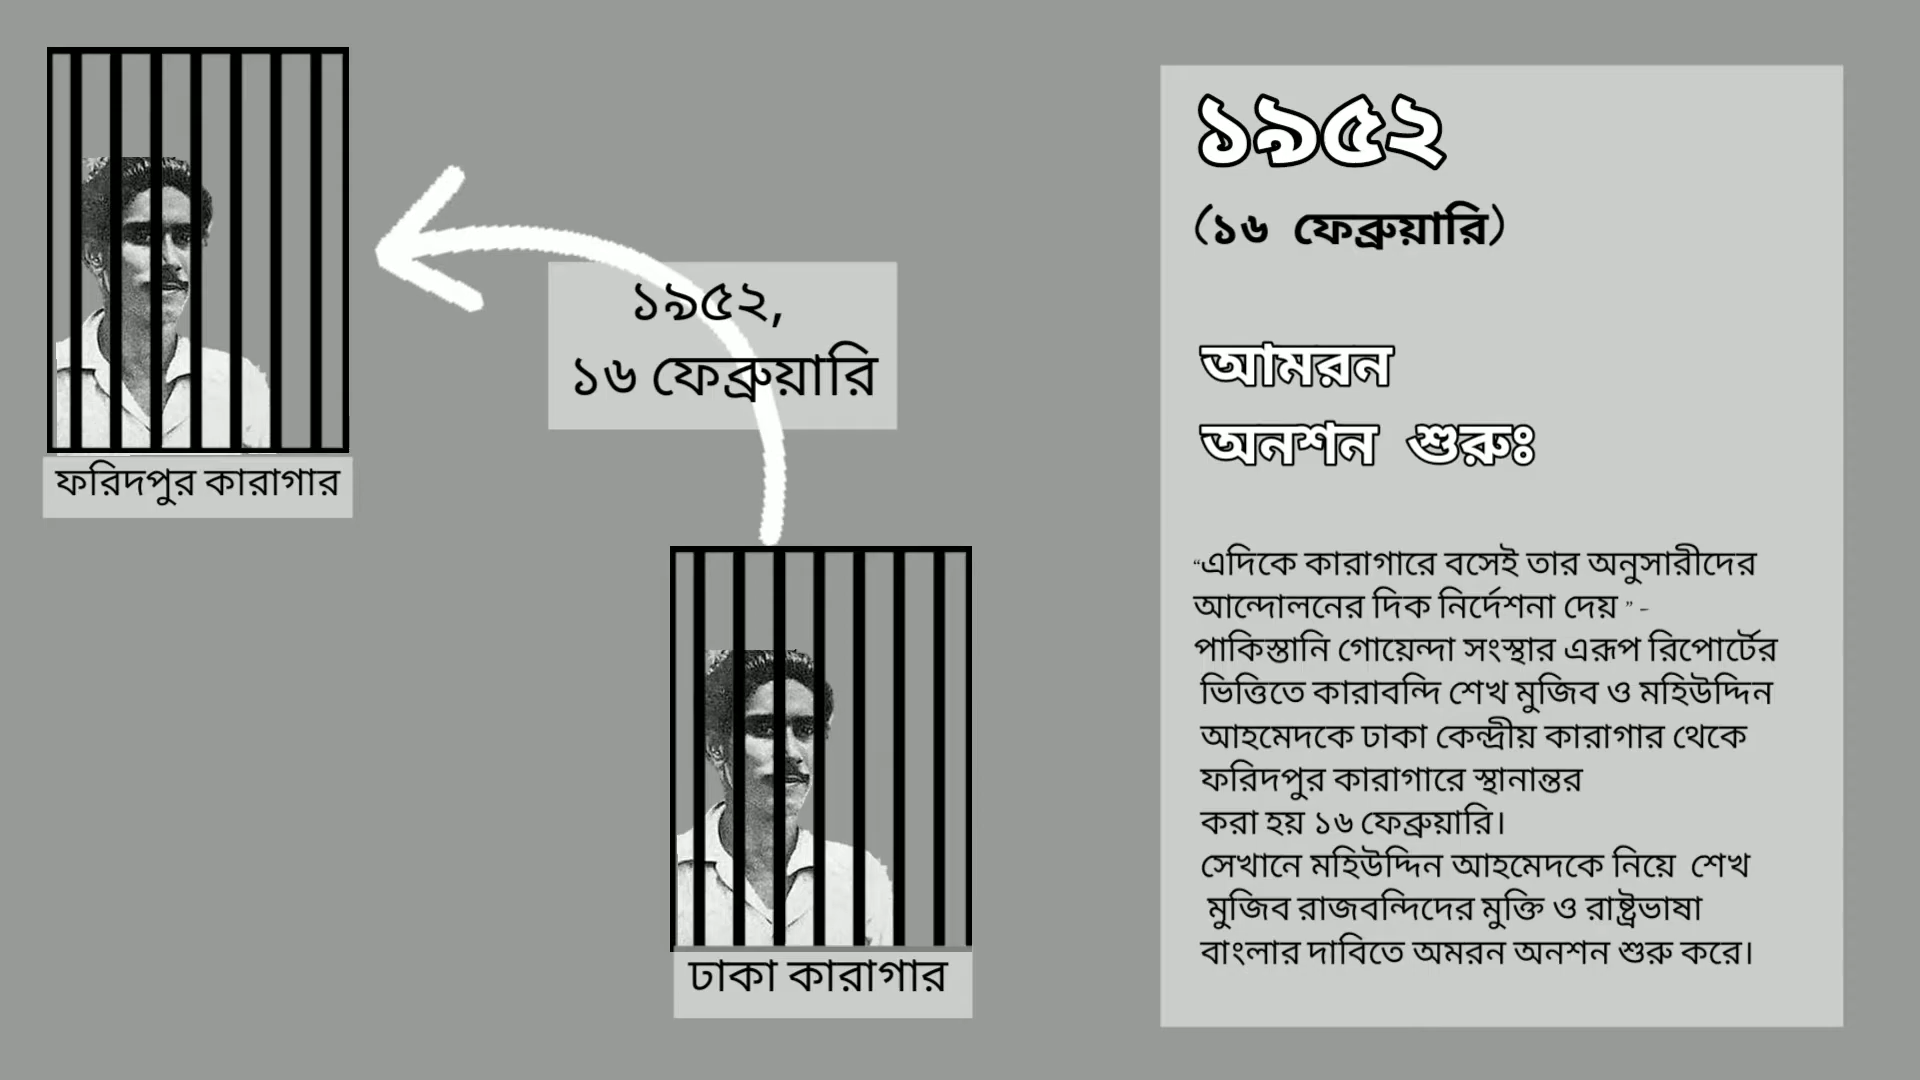 ফরিদপুর কারাগার
১৯৫২,
১৬ ফেব্রুয়ারি
ঢাকা কারাগার
১৯৫২
(১৬ ফেব্রুয়ারি)
আমরন
অনশন শুরুঃ
“এদিকে কারাগারে বসেই তার অনুসারীদের
আন্দোলনের দিক নির্দেশনা দেয় ” -
পাকিস্তানি গোয়েন্দা সংস্থার এরূপ রিপোর্টের
ভিত্তিতে কারাবন্দি শেখ মুজিব ও মহিউদ্দিন
আহমেদকে ঢাকা কেন্দ্রীয় কারাগার থেকে
ফরিদপুর কারাগারে স্থানান্তর
করা হয় ১৬ ফেব্রুয়ারি।
সেখানে মহিউদ্দিন আহমেদকে নিয়ে শেখ
মুজিব রাজবন্দিদের মুক্তি ও রাষ্ট্রভাষা
বাংলার দাবিতে অমরন অনশন শুরু করে।